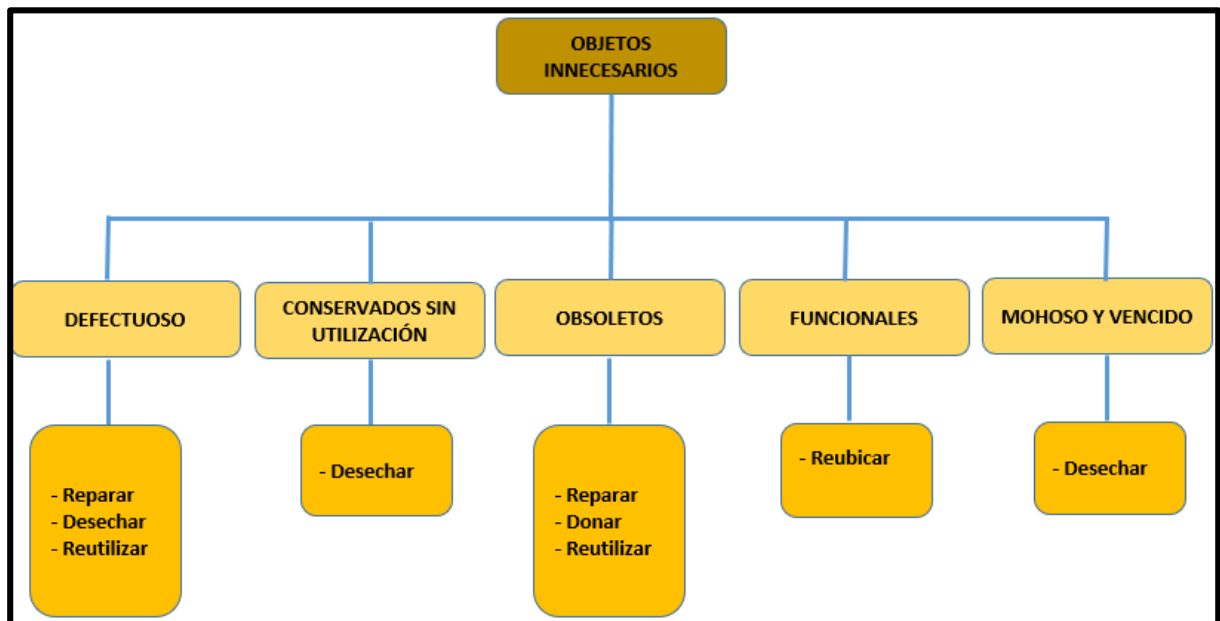 OBJETOS
INNECESARIOS
DEFECTUOSO
CONSERVADOS SIN
UTILIZACIÓN
OBSOLETOS
FUNCIONALES
MOHOSO Y VENCIDO
- Reparar
- Desechar
- Reutilizar
- Desechar
- Reparar
- Donar
- Reutilizar
- Reubicar
- Desechar